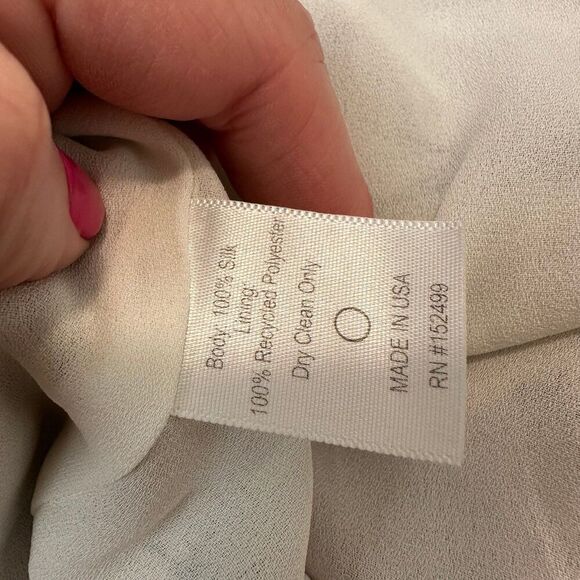 Body 100% Silk
Lining:
100% Recycled Polyester
Dry Clean Only
MADE IN USA
RN #152499